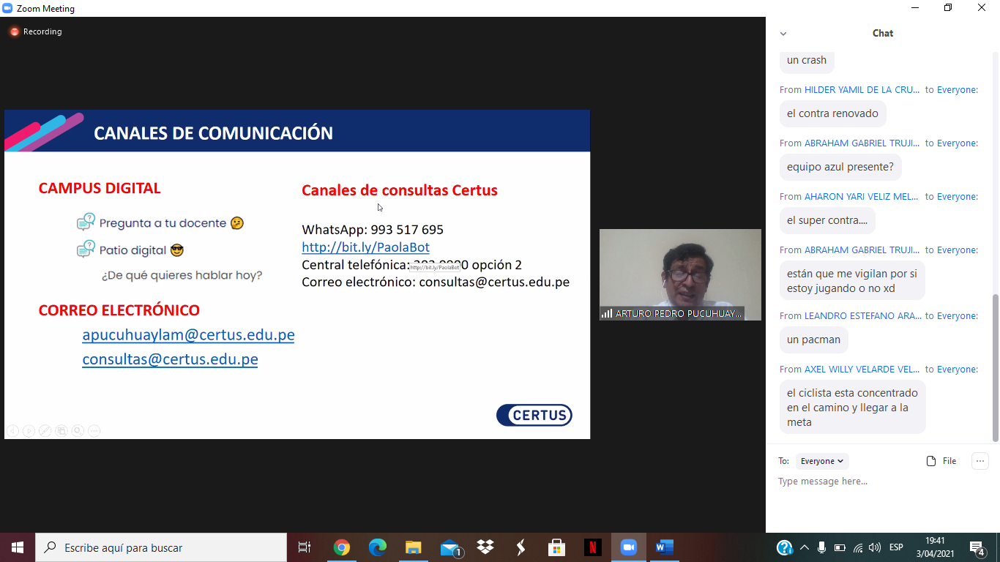 Zoom Meeting
Recording
CANALES DE COMUNICACIÓN
CAMPUS DIGITAL
Pregunta a tu docente 🤔
Patio digital 😎
¿De qué quieres hablar hoy?
CORREO ELECTRÓNICO
apucuhuaylam@certus.edu.pe
consultas@certus.edu.pe
Canales de consultas Certus
WhatsApp: 993 517 695
http://bit.ly/PaolaBot
Central telefónica: opción 2
http://bit.ly/PaolaBot
Correo electrónico: consultas@certus.edu.pe
CERTUS
ARTURO PEDRO PUCUHUAY...
Chat
un crash
From HILDER YAMIL DE LA CRU... to Everyone:
el contra renovado
From ABRAHAM GABRIEL TRUJI... to Everyone:
equipo azul presente?
From AHARON YARI VELIZ MEL... to Everyone:
el super contra....
From ABRAHAM GABRIEL TRUJI... to Everyone:
están que me vigilan por si
estoy jugando o no xd
From LEANDRO ESTEFANO ARA... to Everyone:
un pacman
From AXEL WILLY VELARDE VEL... to Everyone:
el ciclista esta concentrado
en el camino y llegar a la
meta
To: Everyone File
Type message here...
Escribe aquí para buscar
1
N
W
ESP
19:41
3/04/2021
4